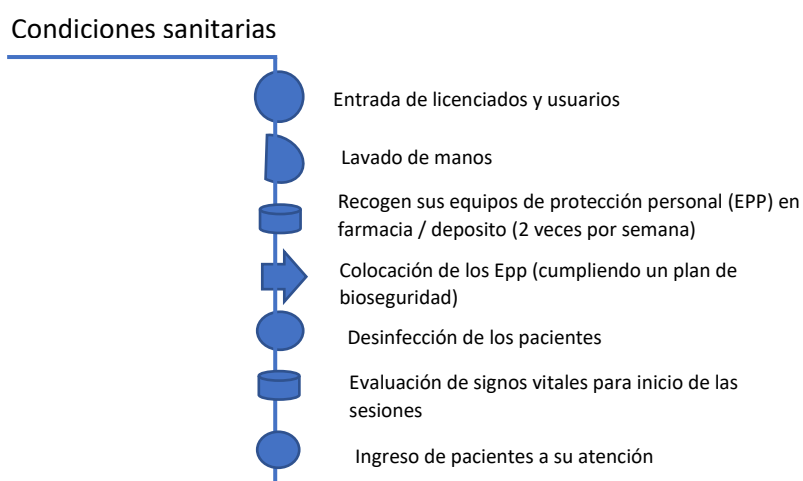 Condiciones sanitarias
Entrada de licenciados y usuarios
Lavado de manos
Recogen sus equipos de protección personal (EPP) en
farmacia / deposito (2 veces por semana)
Colocación de los Epp (cumpliendo un plan de
bioseguridad)
Desinfección de los pacientes
Evaluación de signos vitales para inicio de las
sesiones
Ingreso de pacientes a su atención